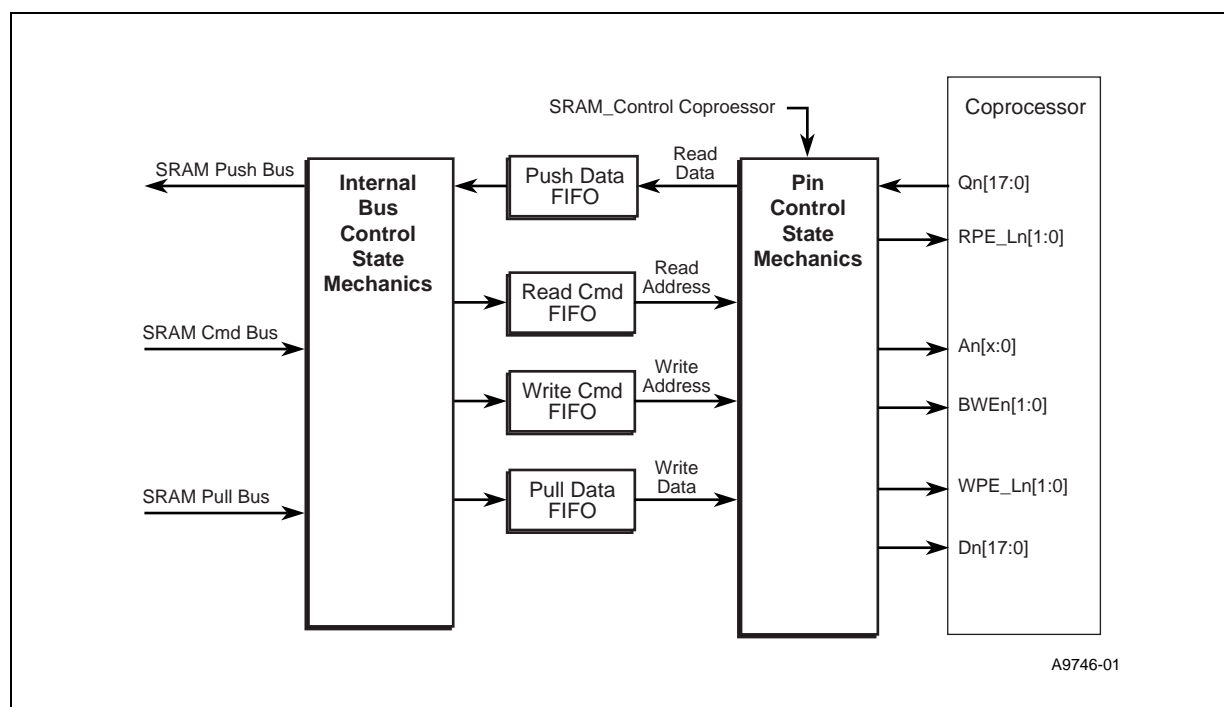 SRAM_Control Coproessor
Coprocessor
SRAM Push Bus
Internal
Bus
Control
State
Mechanics
Push Data
FIFO
Read
Data
Pin
Control
State
Mechanics
Qn[17:0]
RPE_Ln[1:0]
Read Cmd
FIFO
Read
Address
SRAM Cmd Bus
An[x:0]
Write Cmd
FIFO
Write
Address
BWEn[1:0]
SRAM Pull Bus
Pull Data
FIFO
Write
Data
WPE_Ln[1:0]
Dn[17:0]
A9746-01